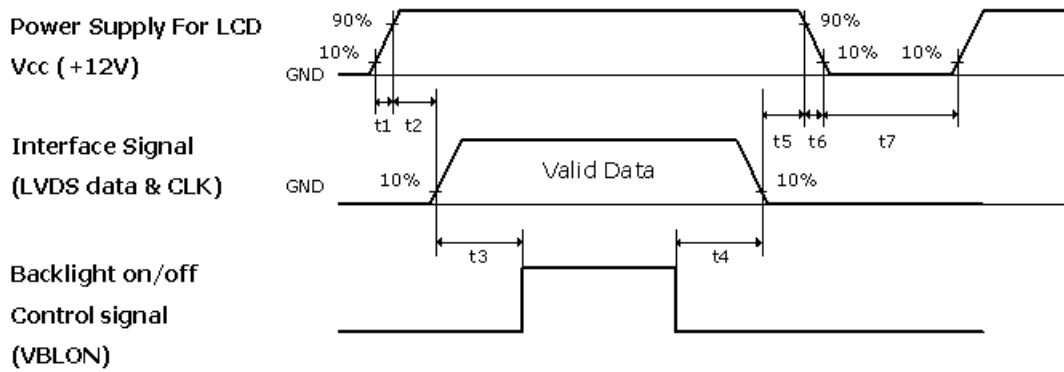 Power Supply For LCD
Vcc (+12V)
90%
90%
10%
10%
10%
GND
t1
t2
t5
t6
t7
Interface Signal
(LVDS data & CLK)
Valid Data
10%
10%
GND
t3
t4
Backlight on/off
Control signal
(VBLON)